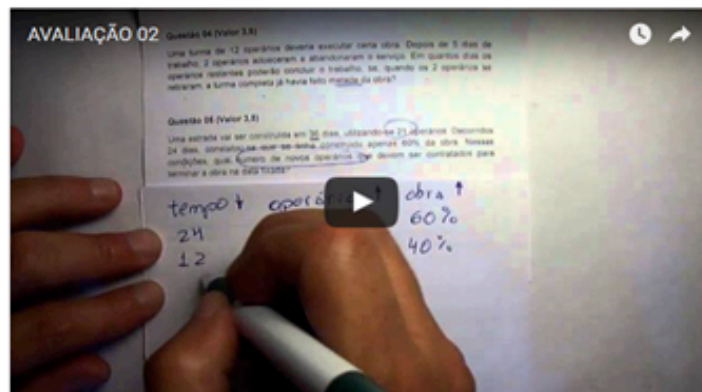 AVALIAÇÃO 02
Questão 04 (Valor 3,5)
Uma turma de 12 operários deveria executar certa obra. Depois de 5 dias de
trabalho, 2 operários adoeceram e abandonaram o serviço. Em quantos dias os
operários restantes poderão concluir o trabalho, se, quando os 2 operários se
retiraram, a turma completa já havia feito metade da obra?
Questão 05 (Valor 3,5)
Uma estrada vai ser construída em 36 dias, utilizando-se 21 operários. Decorridos
24 dias, constatou-se que se tinha construído apenas 60% da obra. Nessas
condições, qual número de novos operários que devem ser contratados para
terminar a obra na data fixada?
tempo ↓ ↑ obra ↑
24 60%
12 40%